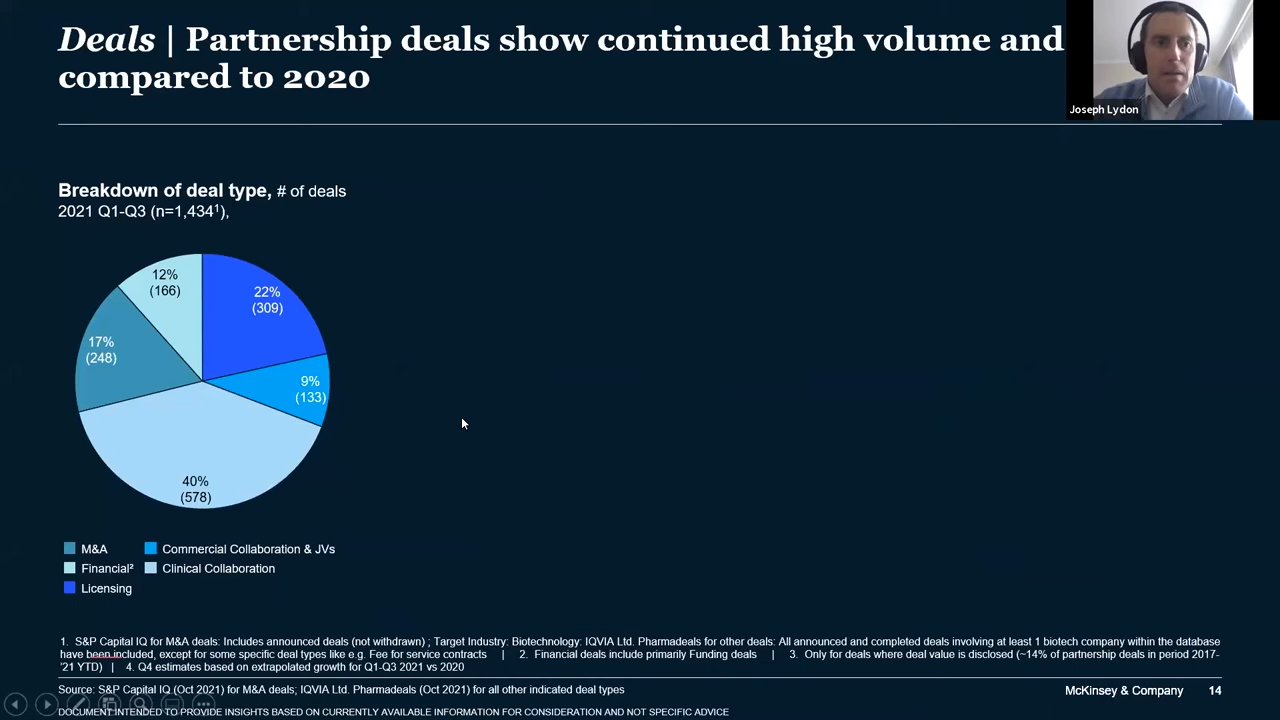 Deals | Partnership deals show continued high volume and
compared to 2020
Joseph Lydon
Breakdown of deal type, # of deals
2021 Q1-Q3 (n=1,434¹),
12%
(166)
22%
(309)
17%
(248)
9%
(133)
40%
(578)
M&A
Commercial Collaboration & JVs
Financial²
Clinical Collaboration
Licensing
1. S&P Capital IQ for M&A deals: Includes announced deals (not withdrawn) ; Target Industry: Biotechnology: IQVIA Ltd. Pharmadeals for other deals: All announced and completed deals involving at least 1 biotech company within the database
have been included, except for some specific deal types like e.g. Fee for service contracts | 2. Financial deals include primarily Funding deals | 3. Only for deals where deal value is disclosed (~14% of partnership deals in period 2017-
'21 YTD) | 4. Q4 estimates based on extrapolated growth for Q1-Q3 2021 vs 2020
Source: S&P Capital IQ (Oct 2021) for M&A deals; IQVIA Ltd. Pharmadeals (Oct 2021) for all other indicated deal types
McKinsey & Company 14
DOCUMENT INTENDED TO PROVIDE INSIGHTS BASED ON CURRENTLY AVAILABLE INFORMATION FOR CONSIDERATION AND NOT SPECIFIC ADVICE